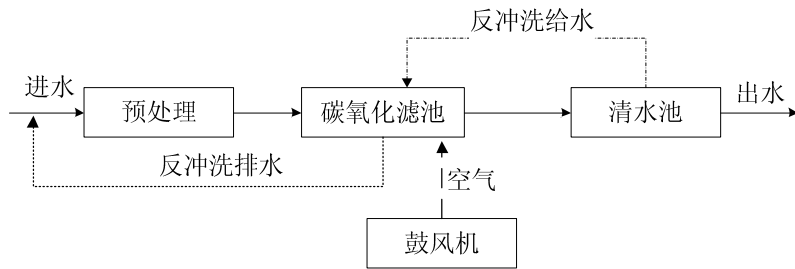 反冲洗给水
进水
预处理
碳氧化滤池
清水池
出水
反冲洗排水
空气
鼓风机